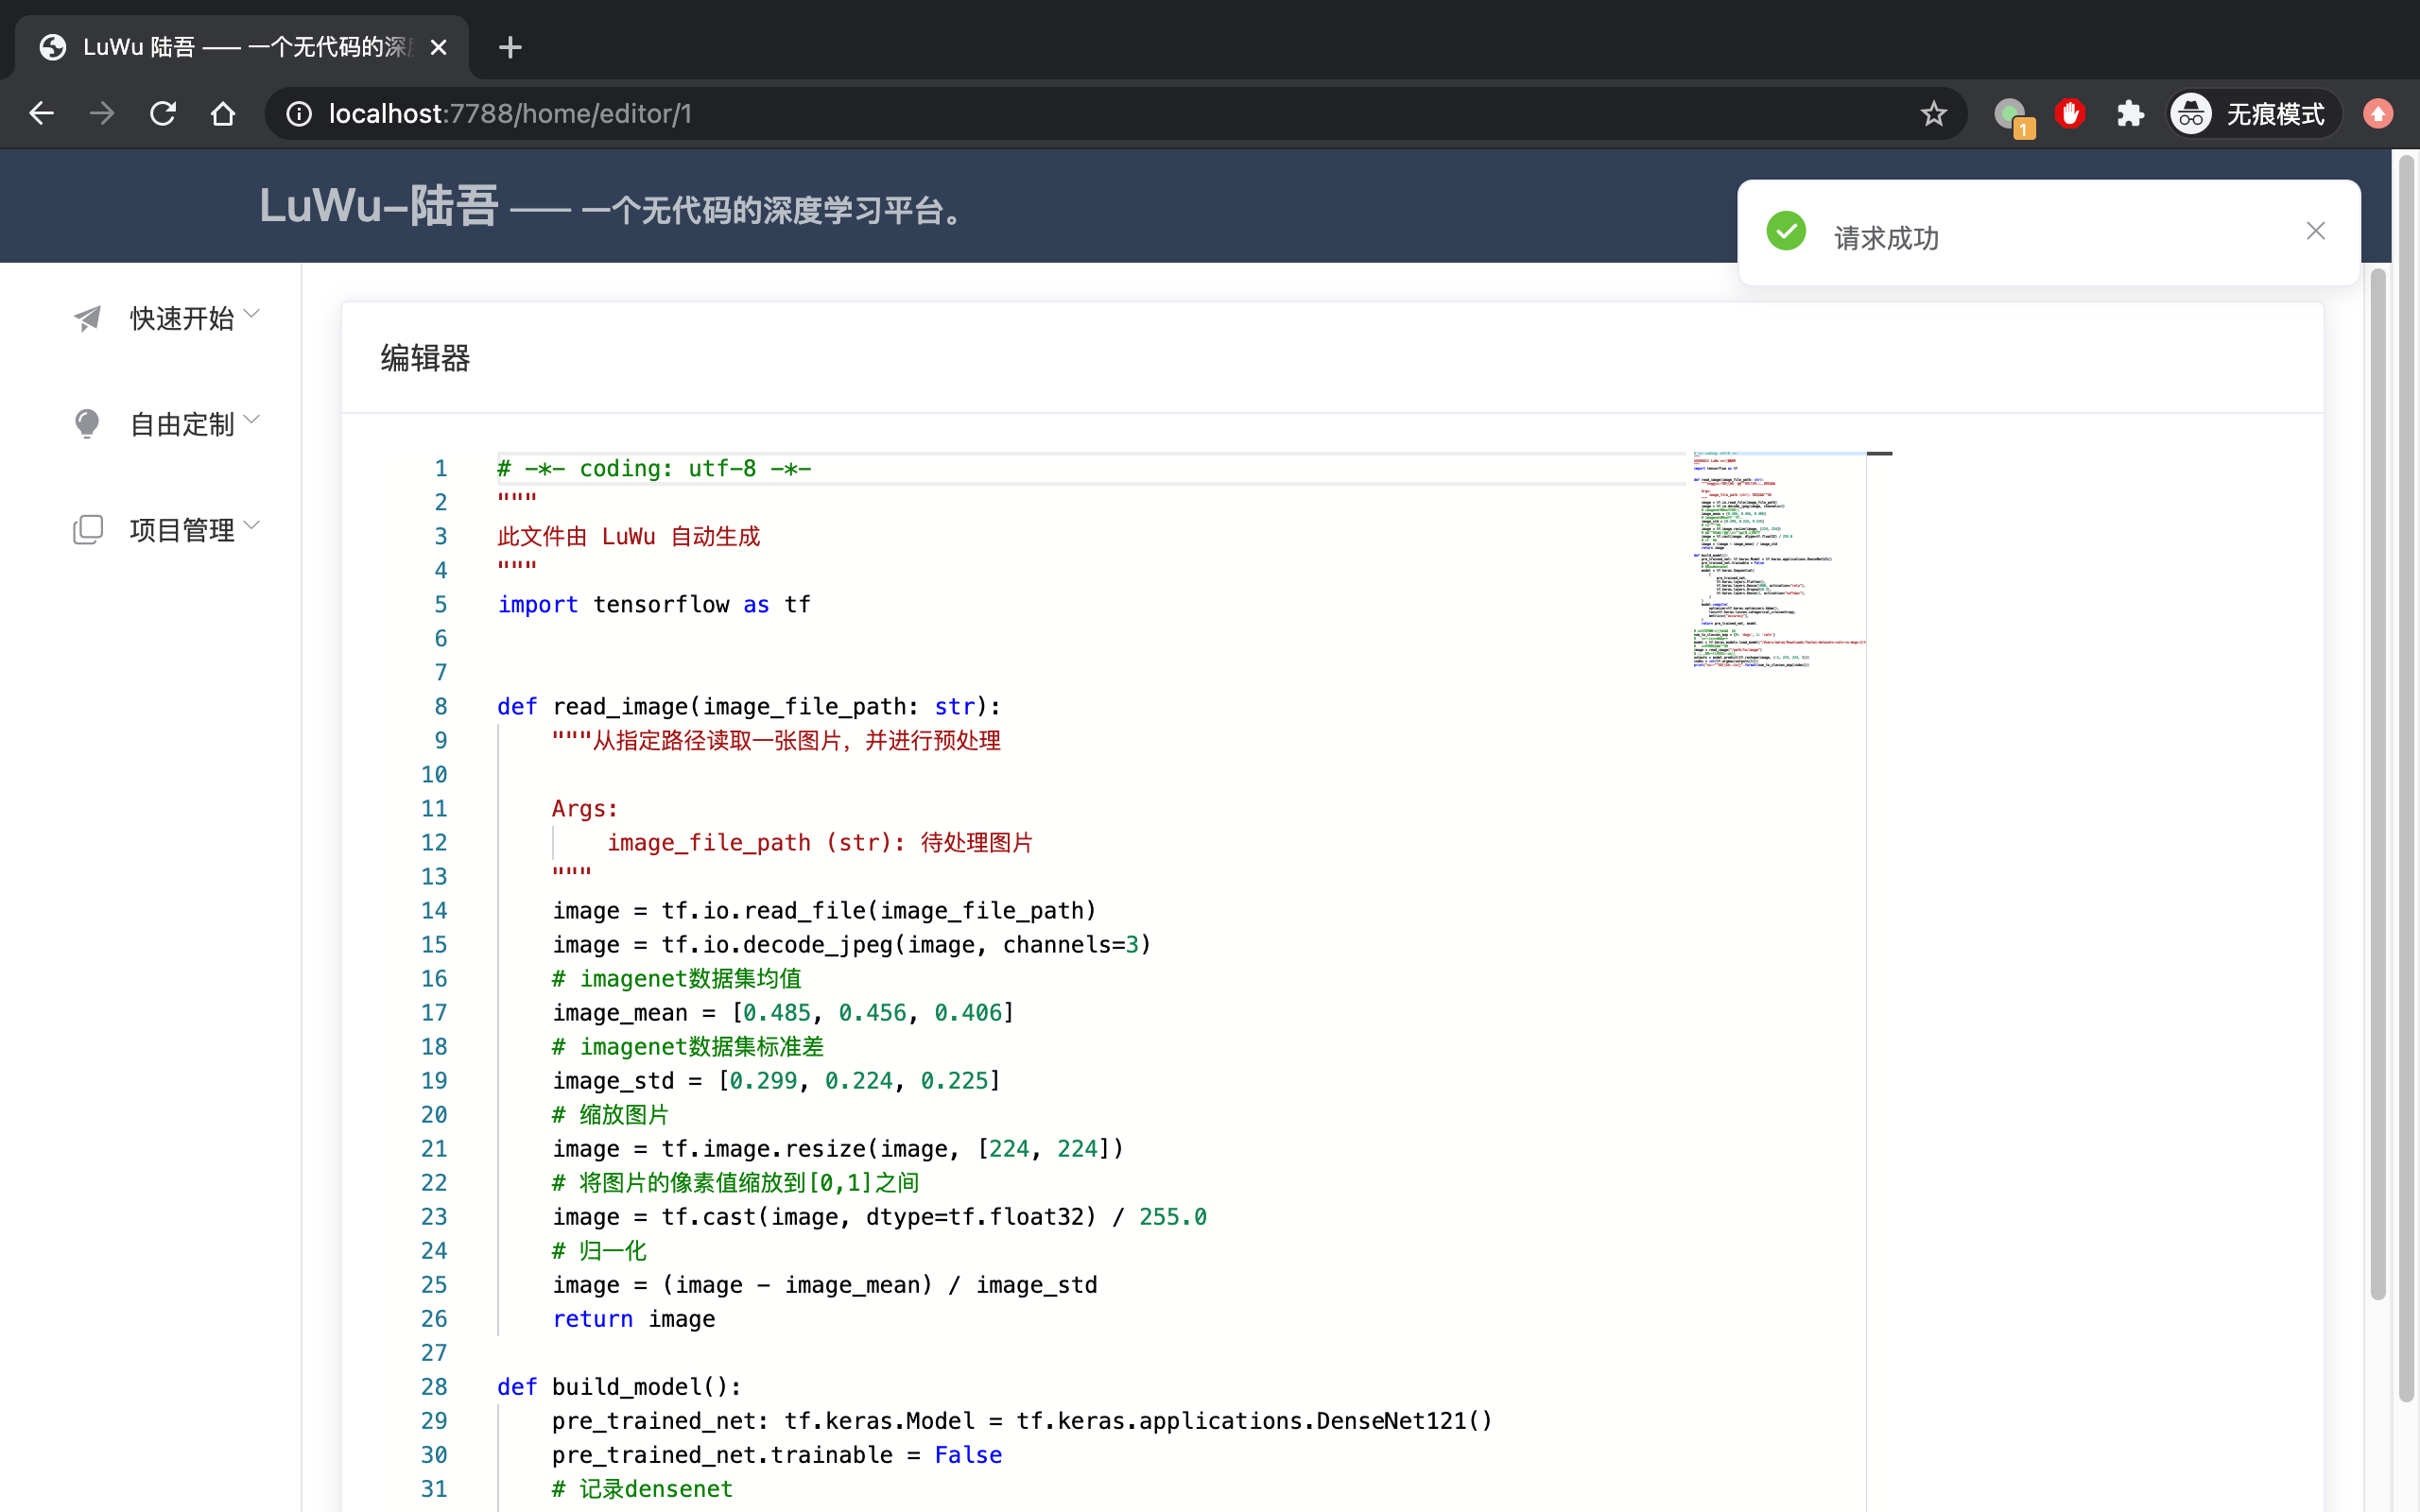 LuWu 陆吾 —— 一个无代码的深
localhost:7788/home/editor/1
1
无痕模式
LuWu-陆吾 —— 一个无代码的深度学习平台。
请求成功
快速开始
自由定制
项目管理
编辑器
1 # -*- coding: utf-8 -*-
2 """
3 此文件由 LuWu 自动生成
4 """
5 import tensorflow as tf
6
7
8 def read_image(image_file_path: str):
9 """从指定路径读取一张图片，并进行预处理
10
11 Args:
12 image_file_path (str): 待处理图片
13 """
14 image = tf.io.read_file(image_file_path)
15 image = tf.io.decode_jpeg(image, channels=3)
16 # imagenet数据集均值
17 image_mean = [0.485, 0.456, 0.406]
18 # imagenet数据集标准差
19 image_std = [0.299, 0.224, 0.225]
20 # 缩放图片
21 image = tf.image.resize(image, [224, 224])
22 # 将图片的像素值缩放到[0,1]之间
23 image = tf.cast(image, dtype=tf.float32) / 255.0
24 # 归一化
25 image = (image - image_mean) / image_std
26 return image
27
28 def build_model():
29 pre_trained_net: tf.keras.Model = tf.keras.applications.DenseNet121()
30 pre_trained_net.trainable = False
31 # 记录densenet